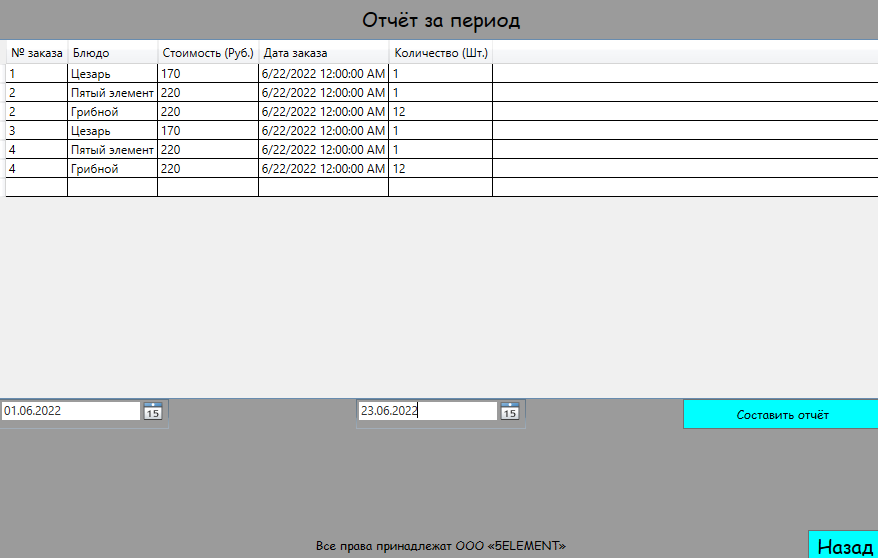 Отчёт за период
№ заказа Блюдо Стоимость (Руб.) Дата заказа Количество (Шт.)
1 Цезарь 170 6/22/2022 12:00:00 AM 1
2 Пятый элемент 220 6/22/2022 12:00:00 AM 1
2 Грибной 220 6/22/2022 12:00:00 AM 12
3 Цезарь 170 6/22/2022 12:00:00 AM 1
4 Пятый элемент 220 6/22/2022 12:00:00 AM 1
4 Грибной 220 6/22/2022 12:00:00 AM 12
01.06.2022 15 23.06.2022 15 Составить отчёт
Все права принадлежат ООО «5ELEMENT»
Назад